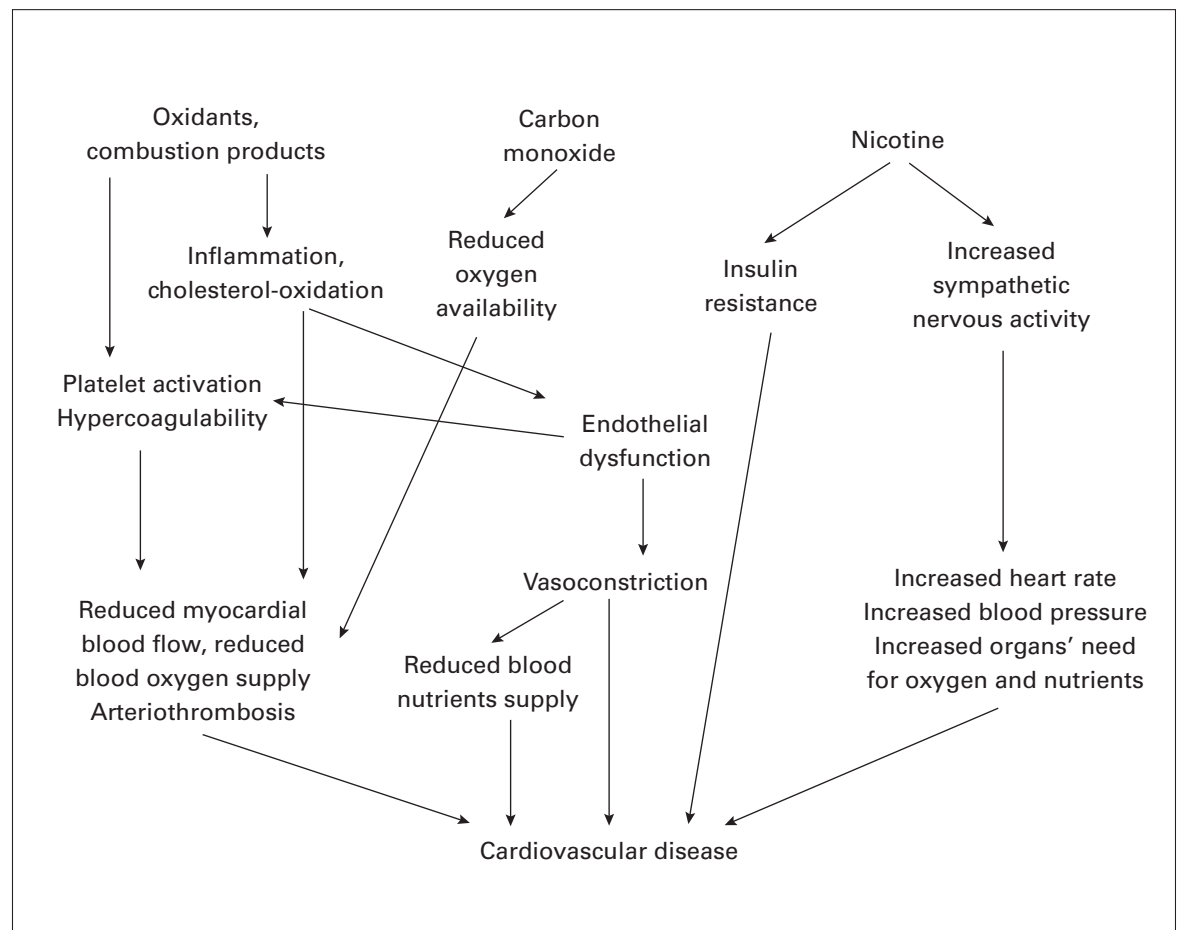 Oxidants,
combustion products
Carbon
monoxide
Nicotine
Inflammation,
cholesterol-oxidation
Reduced
oxygen
availability
Insulin
resistance
Increased
sympathetic
nervous activity
Platelet activation
Hypercoagulability
Endothelial
dysfunction
Vasoconstriction
Reduced myocardial
blood flow, reduced
blood oxygen supply
Arteriothrombosis
Reduced blood
nutrients supply
Increased heart rate
Increased blood pressure
Increased organs’ need
for oxygen and nutrients
Cardiovascular disease